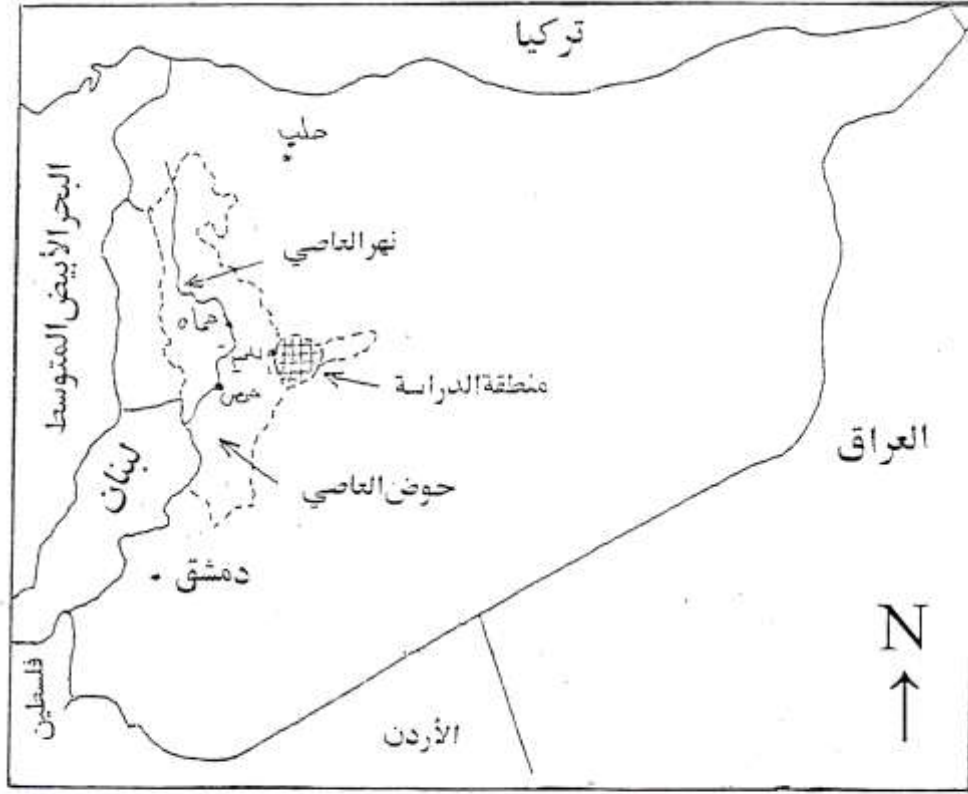 تركيا
حلب
البحر الأبيض المتوسط
نهر العاصي
حماه
حمص
منطقة الدراسة
العراق
لبنان
حوض العاصي
دمشق
N
فلسطين
الأردن